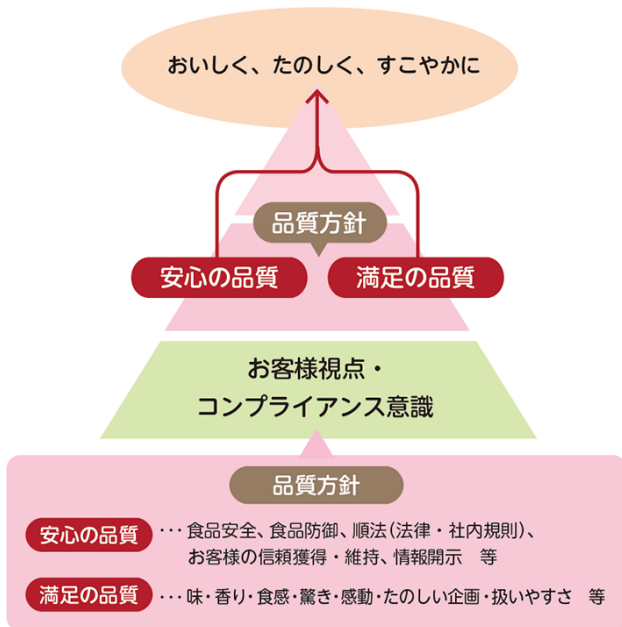 おいしく、たのしく、すこやかに
品質方針
安心の品質
満足の品質
お客様視点・
コンプライアンス意識
品質方針
安心の品質 ･･･ 食品安全、食品防御、順法(法律・社内規則)、
お客様の信頼獲得・維持、情報開示　等
満足の品質 ･･･ 味・香り・食感・驚き・感動・たのしい企画・扱いやすさ　等